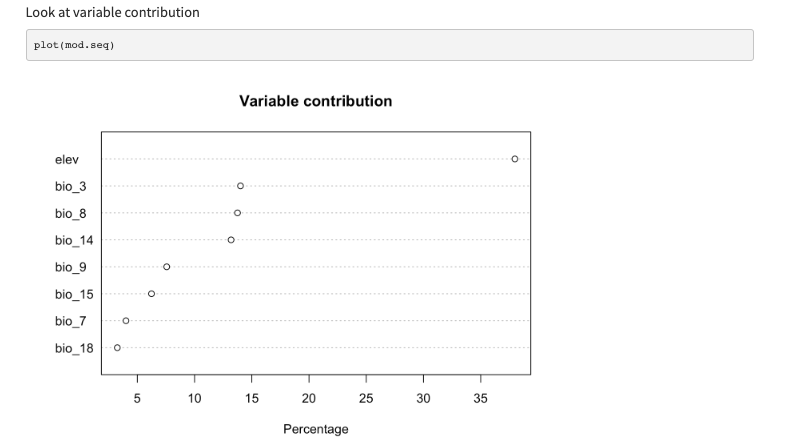 Look at variable contribution
plot(mod.seq)
Variable contribution
elev
bio_3
bio_8
bio_14
bio_9
bio_15
bio_7
bio_18
5 10 15 20 25 30 35
Percentage